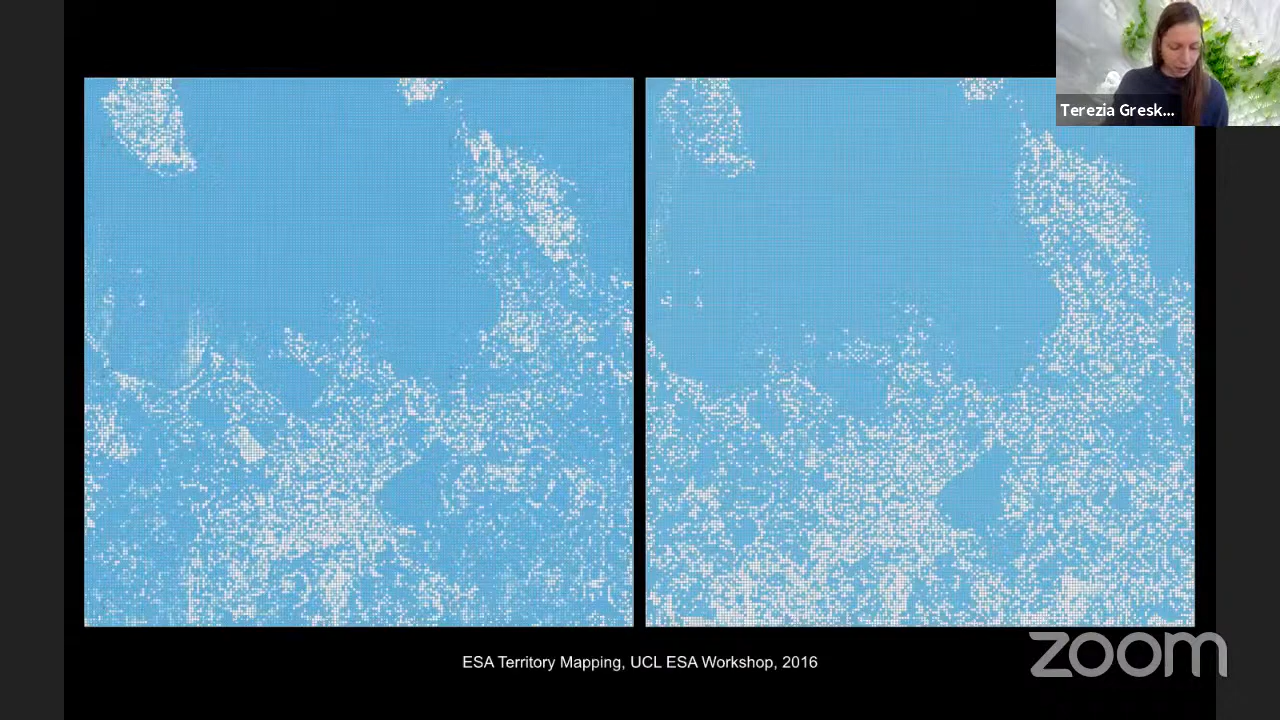 Terezia Gresk...
ESA Territory Mapping, UCL ESA Workshop, 2016
zoom